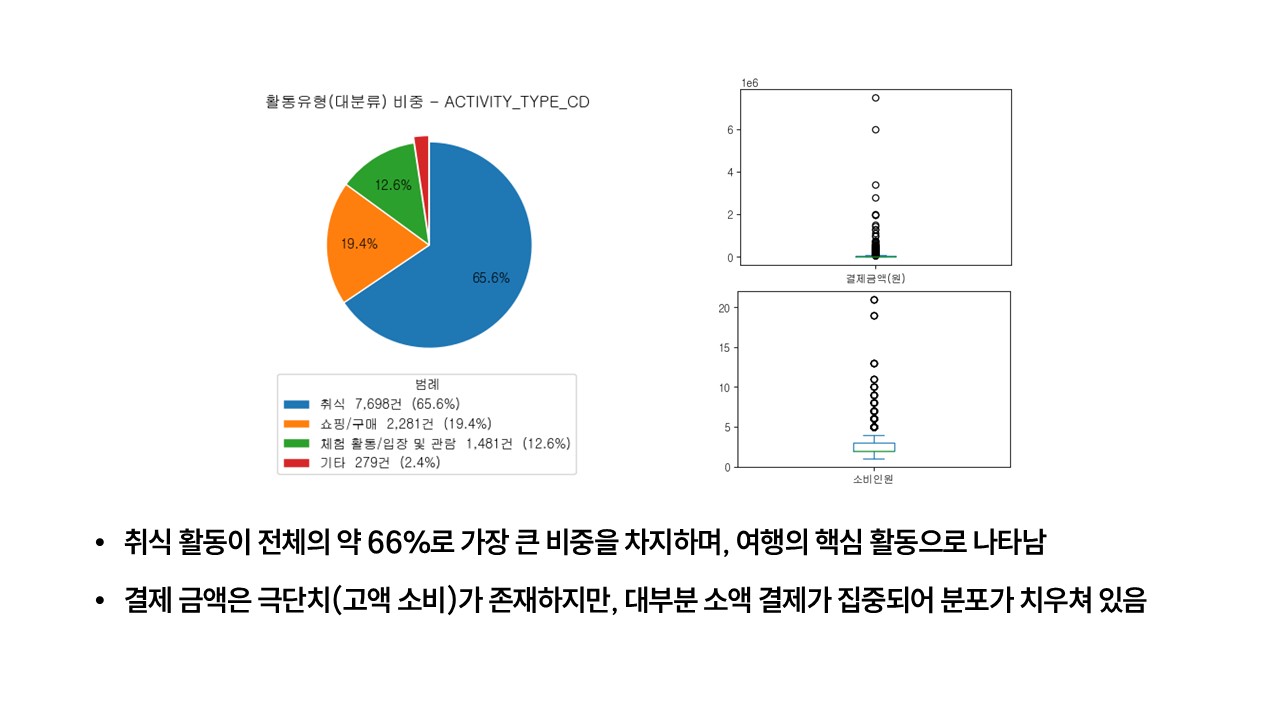 활동유형(대분류) 비중 – ACTIVITY_TYPE_CD
12.6%
19.4%
65.6%
범례
취식 7,698건 (65.6%)
쇼핑/구매 2,281건 (19.4%)
체험 활동/입장 및 관람 1,481건 (12.6%)
기타 279건 (2.4%)
1e6
6
4
2
0
결제금액(원)
20
15
10
5
0
소비인원
• 취식 활동이 전체의 약 66%로 가장 큰 비중을 차지하며, 여행의 핵심 활동으로 나타남
• 결제 금액은 극단치(고액 소비)가 존재하지만, 대부분 소액 결제가 집중되어 분포가 치우쳐 있음